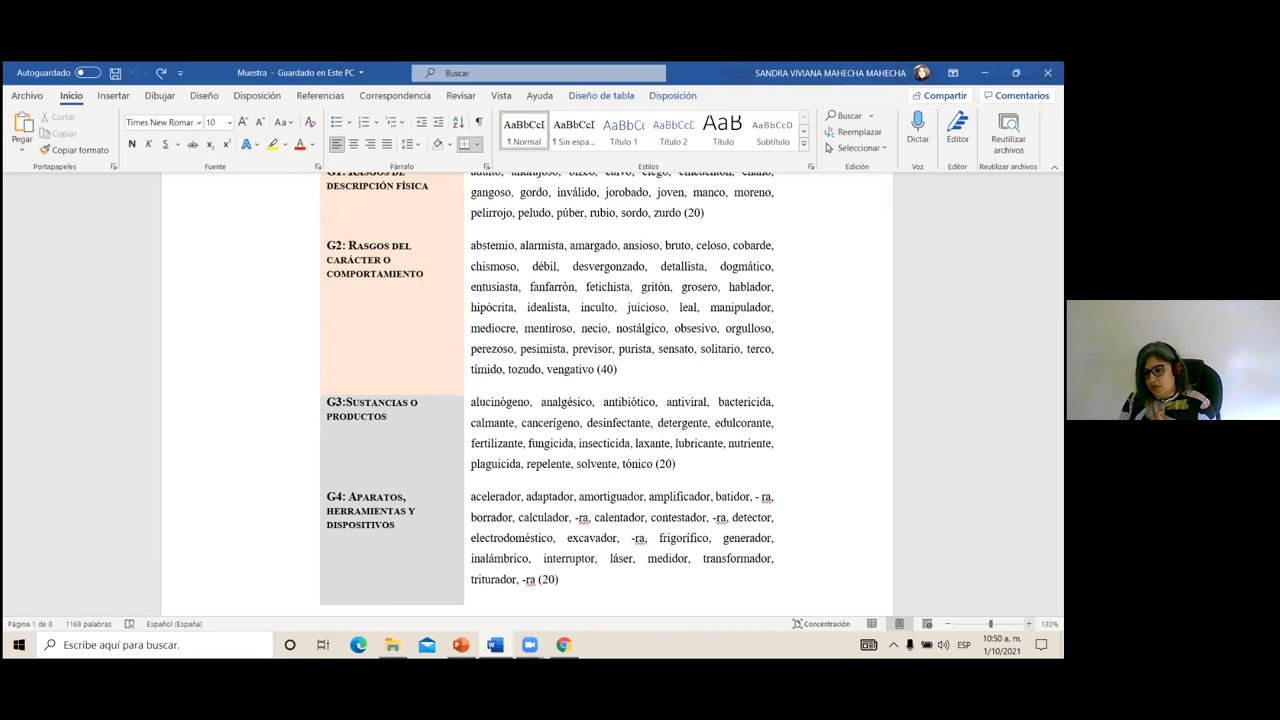 Autoguardado
Muestra - Guardado en Este PC
Buscar
SANDRA VIVIANA MAHECHA MAHECHA
Archivo Inicio Insertar Dibujar Diseño Disposición Referencias Correspondencia Revisar Vista Ayuda Diseño de tabla Disposición Compartir Comentarios
Pegar
Cortar
Copiar
Copiar formato
Portapapeles
Times New Roman 10
N K S ab x₂ x²
Fuente
Párrafo
AaBbCcI AaBbCcI AaBbCc AaBbCcD AaB AaBbCcD
¶ Normal ¶ Sin espa... Título 1 Título 2 Título Subtítulo
Estilos
Buscar
Reemplazar
Seleccionar
Edición
Dictar
Voz
Editor
Editor
Reutilizar archivos
Reutilizar archivos
G1: RASGOS DE
DESCRIPCIÓN FÍSICA
gangoso, gordo, inválido, jorobado, joven, manco, moreno,
pelirrojo, peludo, púber, rubio, sordo, zurdo (20)
G2: RASGOS DEL
CARÁCTER O
COMPORTAMIENTO
abstemio, alarmista, amargado, ansioso, bruto, celoso, cobarde,
chismoso, débil, desvergonzado, detallista, dogmático,
entusiasta, fanfarrón, fetichista, gritón, grosero, hablador,
hipócrita, idealista, inculto, juicioso, leal, manipulador,
mediocre, mentiroso, necio, nostálgico, obsesivo, orgulloso,
perezoso, pesimista, previsor, purista, sensato, solitario, terco,
tímido, tozudo, vengativo (40)
G3:SUSTANCIAS O
PRODUCTOS
alucinógeno, analgésico, antibiótico, antiviral, bactericida,
calmante, cancerígeno, desinfectante, detergente, edulcorante,
fertilizante, fungicida, insecticida, laxante, lubricante, nutriente,
plaguicida, repelente, solvente, tónico (20)
G4: APARATOS,
HERRAMIENTAS Y
DISPOSITIVOS
acelerador, adaptador, amortiguador, amplificador, batidor, - ra,
borrador, calculador, -ra, calentador, contestador, -ra, detector,
electrodoméstico, excavador, -ra, frigorífico, generador,
inalámbrico, interruptor, láser, medidor, transformador,
triturador, -ra (20)
Página 1 de 8 1168 palabras Español (España) Concentración 130%
Escribe aquí para buscar.
ESP
10:50 a. m.
1/10/2021